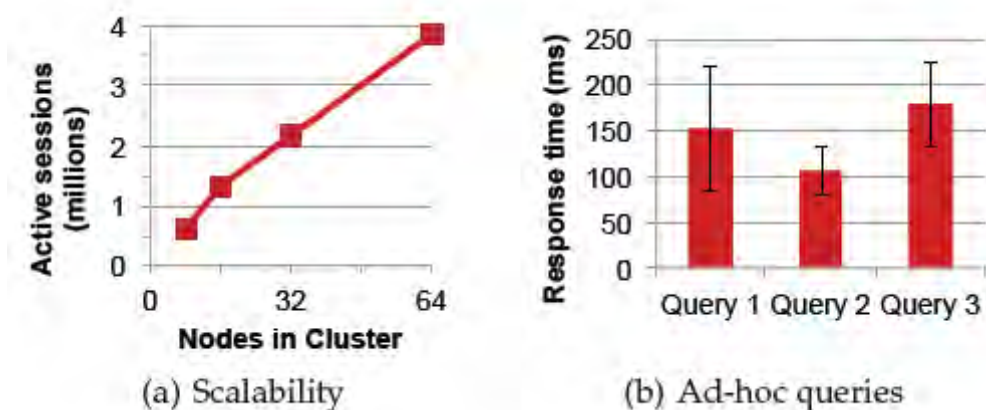 Active sessions
(millions)
4
3
2
1
0
0 32 64
Nodes in Cluster
(a) Scalability
Response time (ms)
250
200
150
100
50
0
Query 1 Query 2 Query 3
(b) Ad-hoc queries